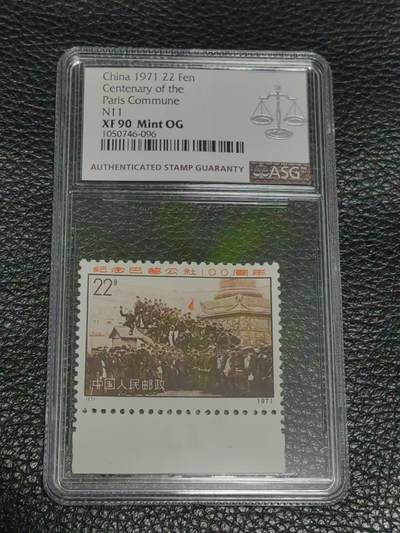 China 1971 22 Fen
Centenary of the
Paris Commune
N11
XF 90 Mint OG
1050746-096
AUTHENTICATED STAMP GUARANTY
ASG
纪念巴黎公社100周年
22分
中国人民邮政
1971